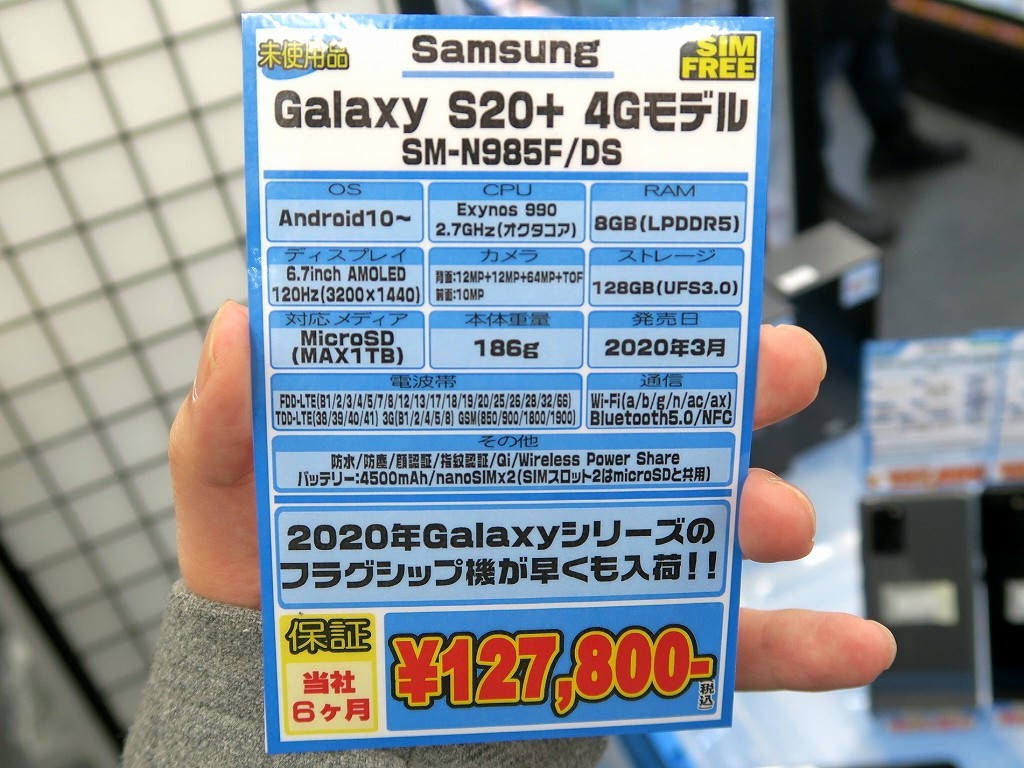 未使用品
Samsung
SIM
FREE
Galaxy S20+ 4Gモデル
SM-N985F/DS
OS
Android10~
CPU
Exynos 990
2.7GHz(オクタコア)
RAM
8GB(LPDDR5)
ディスプレイ
6.7inch AMOLED
120Hz(3200×1440)
カメラ
背面:12MP+12MP+64MP+TOF
前面:10MP
ストレージ
128GB(UFS3.0)
対応メディア
MicroSD
(MAX1TB)
本体重量
186g
発売日
2020年3月
電波帯
FDD-LTE(B1/2/3/4/5/7/8/12/13/17/18/19/20/25/26/28/32/66)
TDD-LTE(38/39/40/41) 3G(B1/2/4/5/8) GSM(850/900/1800/1900)
通信
Wi-Fi(a/b/g/n/ac/ax)
Bluetooth5.0/NFC
その他
防水/防塵/顔認証/指紋認証/Qi/Wireless Power Share
バッテリー:4500mAh/nanoSIMx2(SIMスロット2はmicroSDと共用)
2020年Galaxyシリーズの
フラグシップ機が早くも入荷!!
保証
当社
6ヶ月
¥127,800-
税込